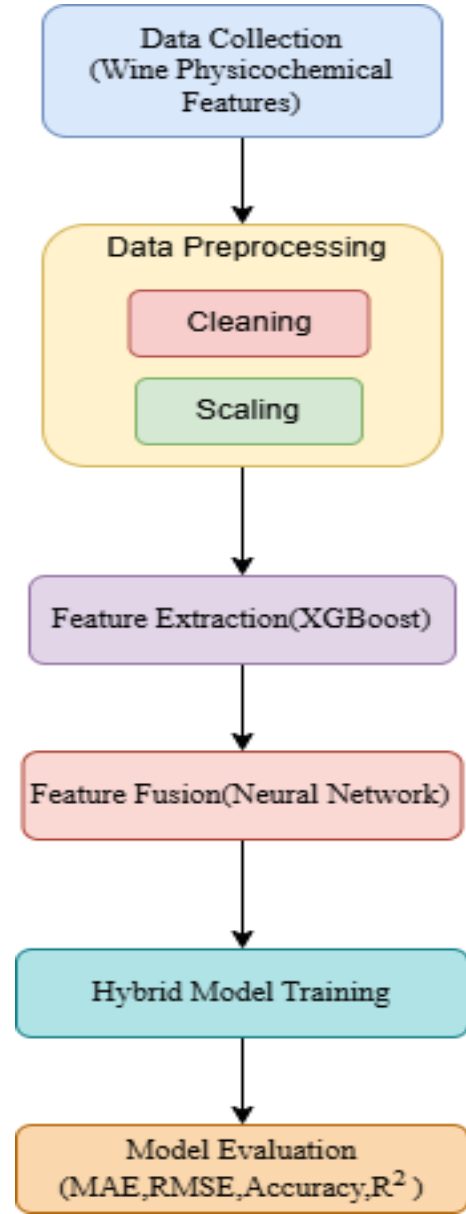 Data Collection
(Wine Physicochemical
Features)
Data Preprocessing
Cleaning
Scaling
Feature Extraction(XGBoost)
Feature Fusion(Neural Network)
Hybrid Model Training
Model Evaluation
(MAE,RMSE,Accuracy,R² )